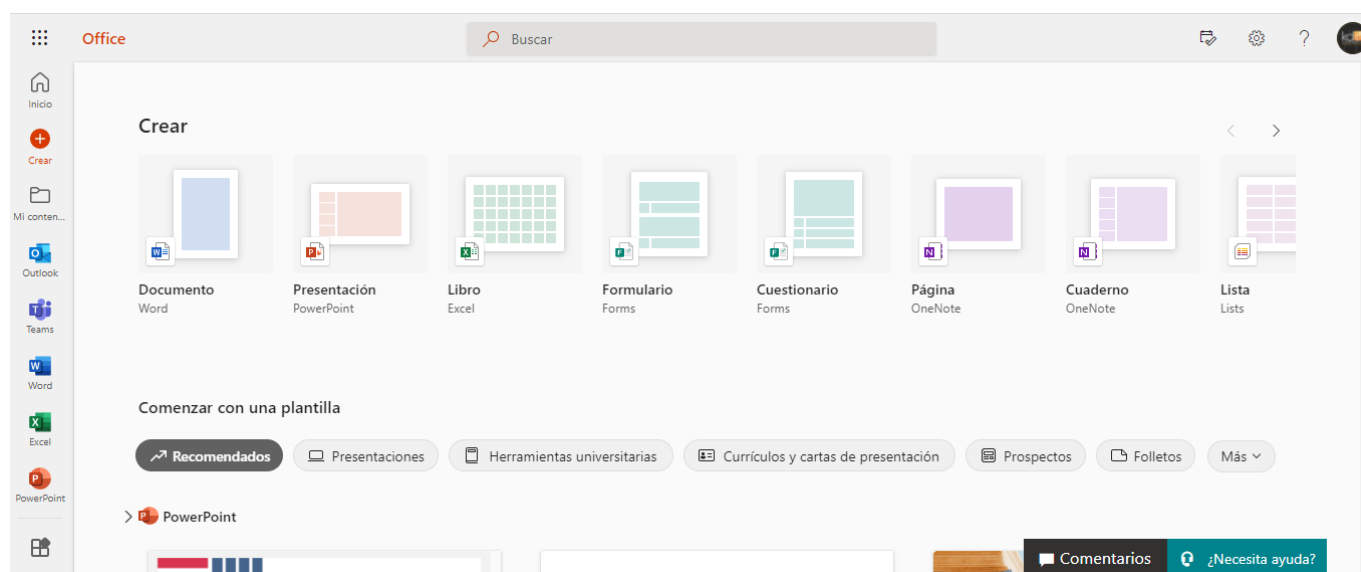 Office
Buscar
Inicio
Crear
Mi conten...
Outlook
Teams
Word
Excel
PowerPoint
Crear
Documento
Word
Presentación
PowerPoint
Libro
Excel
Formulario
Forms
Cuestionario
Forms
Página
OneNote
Cuaderno
OneNote
Lista
Lists
Comenzar con una plantilla
Recomendados
Presentaciones
Herramientas universitarias
Currículos y cartas de presentación
Prospectos
Folletos
Más
PowerPoint
Comentarios
¿Necesita ayuda?